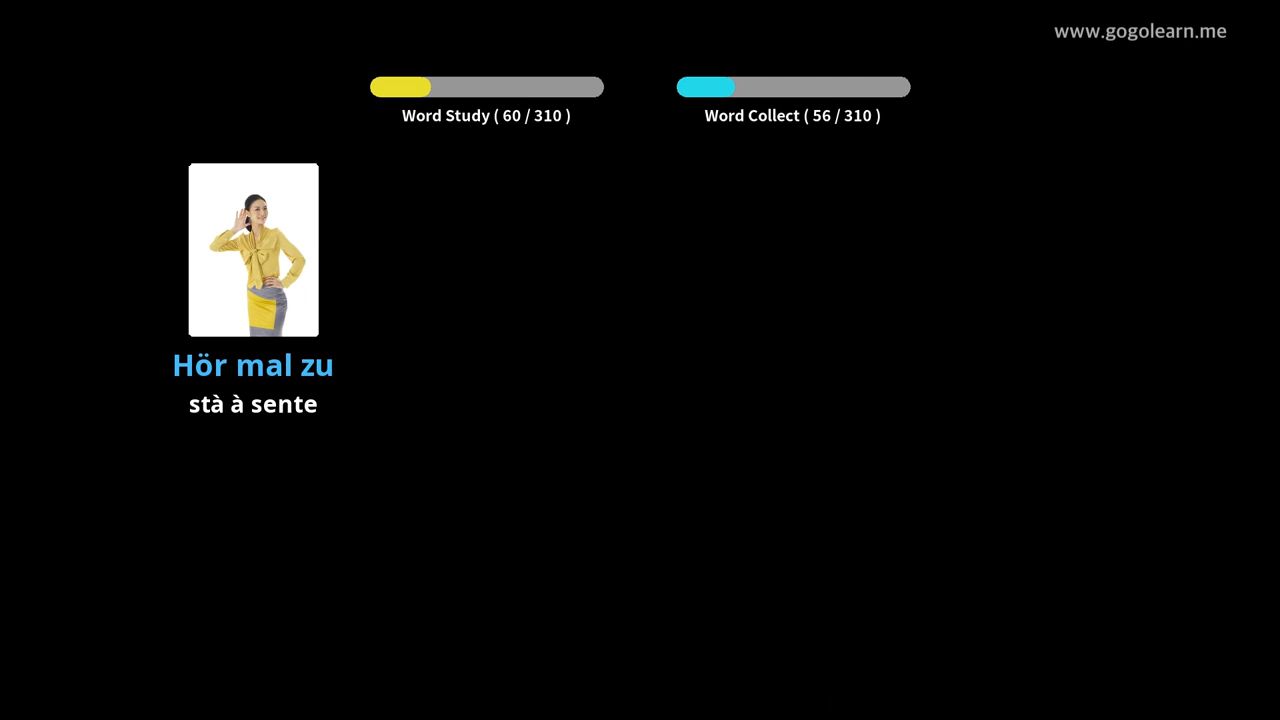 www.gogolearn.me
Word Study ( 60 / 310 )
Word Collect ( 56 / 310 )
Hör mal zu
stà à sente